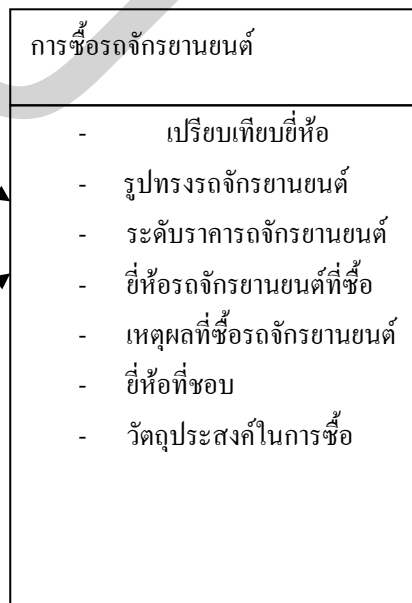 การซื้อรถจักรยานยนต์
- เปรียบเทียบยี่ห้อ
- รูปทรงรถจักรยานยนต์
- ระดับราคารถจักรยานยนต์
- ยี่ห้อรถจักรยานยนต์ที่ซื้อ
- เหตุผลที่ซื้อรถจักรยานยนต์
- ยี่ห้อที่ชอบ
- วัตถุประสงค์ในการซื้อ